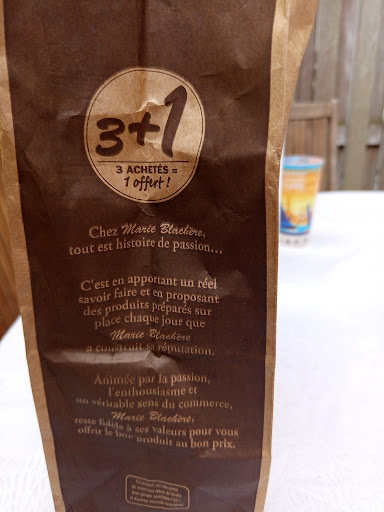 3+1
3 ACHETÉS =
1 offert !
Chez Marie Blachère,
tout est histoire de passion...
C'est en apportant un réel
savoir faire et en proposant
des produits préparés sur
place chaque jour que
Marie Blachère
a construit sa réputation.
Animée par la passion,
l'enthousiasme et
un véritable sens du commerce,
Marie Blachère,
reste fidèle à ses valeurs pour vous
offrir le bon produit au bon prix.